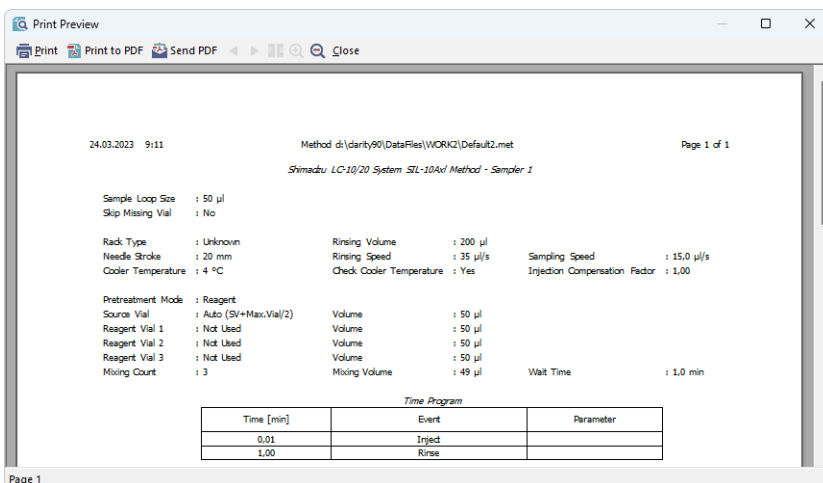 Print Preview
Print Print to PDF Send PDF Close
24.03.2023 9:11 Method d:\clarity90\DataFiles\WORK2\Default2.met Page 1 of 1
Shimadzu LC-10/20 System SIL-10Axl Method - Sampler 1
Sample Loop Size : 50 µl
Skip Missing Vial : No
Rack Type : Unknown Rinsing Volume : 200 µl
Needle Stroke : 20 mm Rinsing Speed : 35 µl/s Sampling Speed : 15,0 µl/s
Cooler Temperature : 4 °C Check Cooler Temperature : Yes Injection Compensation Factor : 1,00
Pretreatment Mode : Reagent
Source Vial : Auto (SV+Max.Vial/2) Volume : 50 µl
Reagent Vial 1 : Not Used Volume : 50 µl
Reagent Vial 2 : Not Used Volume : 50 µl
Reagent Vial 3 : Not Used Volume : 50 µl
Mixing Count : 3 Mixing Volume : 49 µl Wait Time : 1,0 min
Time Program
Time [min] Event Parameter
0,01 Inject
1,00 Rinse
Page 1